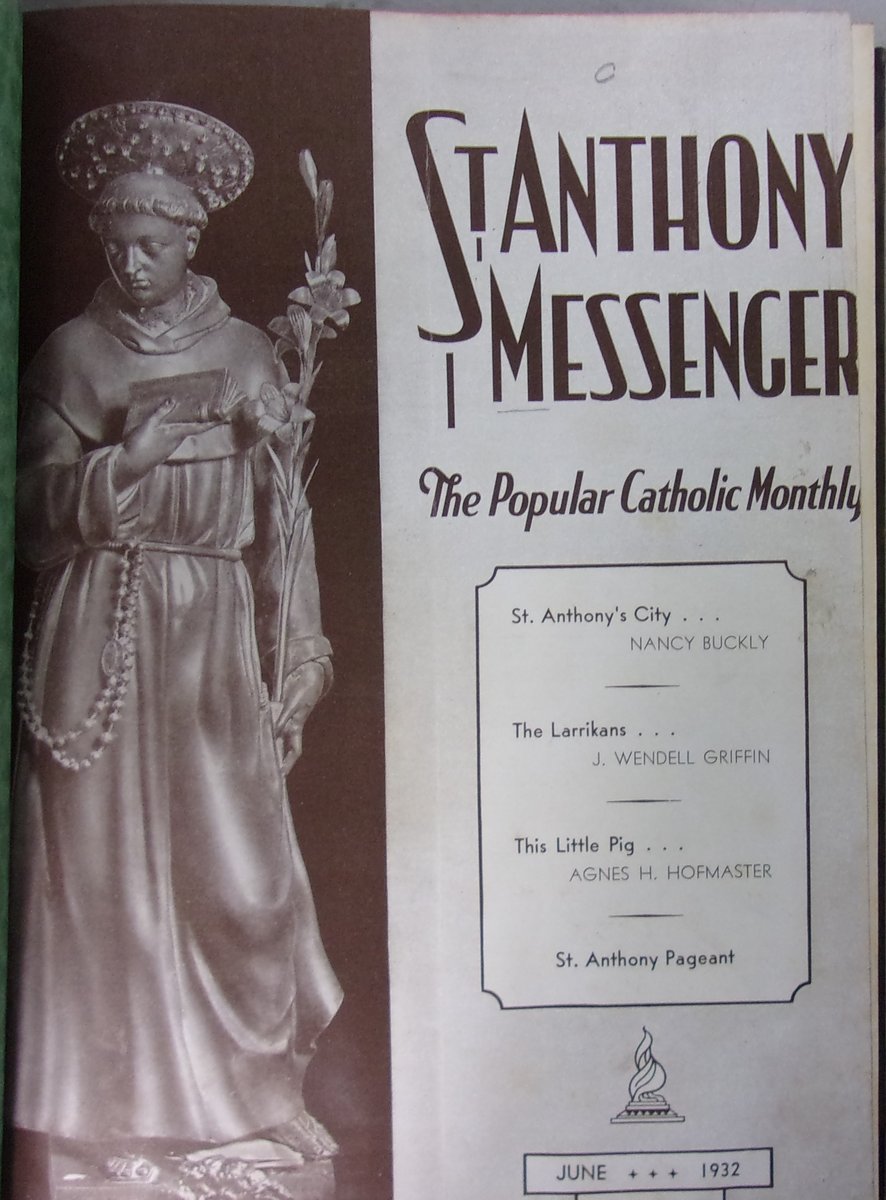 St Anthony
Messenger
The Popular Catholic Monthly
St. Anthony's City . . .
NANCY BUCKLY
The Larrikans . . .
J. WENDELL GRIFFIN
This Little Pig . . .
AGNES H. HOFMASTER
St. Anthony Pageant
JUNE + + + 1932